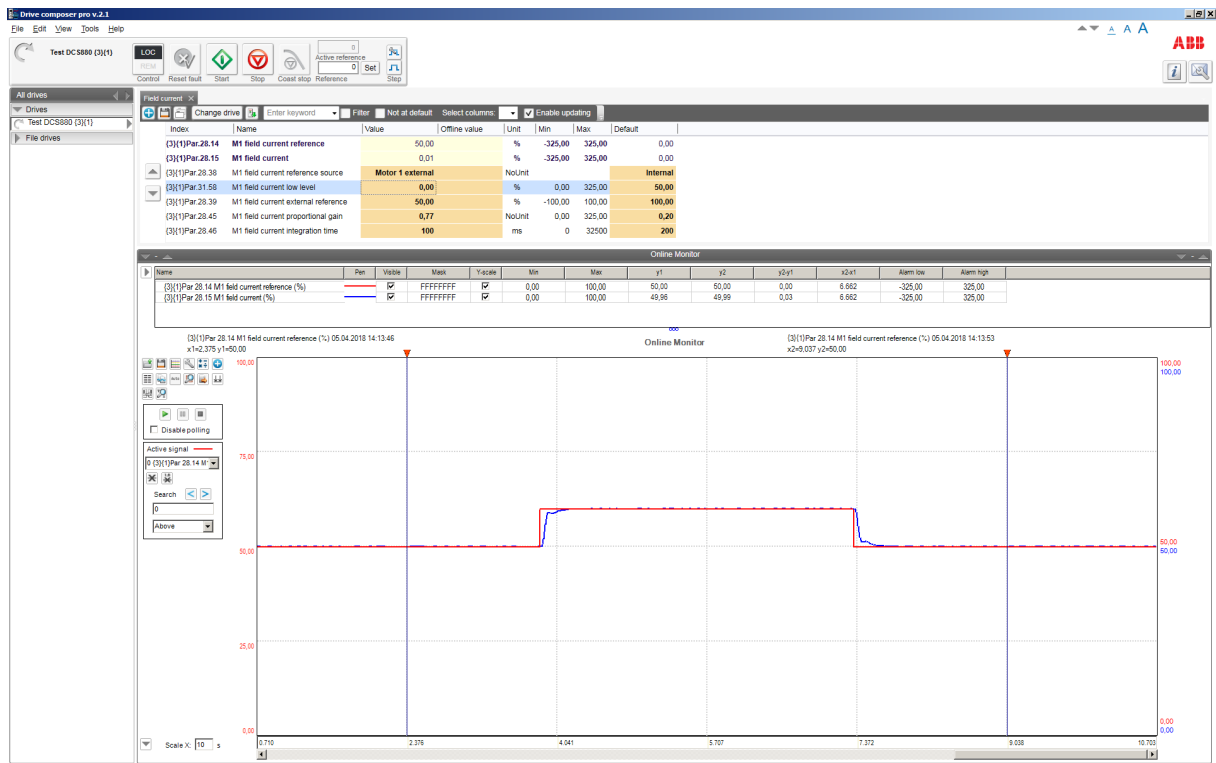 Drive composer pro v.2.1
File Edit View Tools Help
A A A
ABB
Test DCS880 {3}{1}
LOC
REM
Control Reset fault Start Stop Coast stop Reference Step
0
Active reference
0 Set
All drives
Drives
Test DCS880 {3}{1}
File drives
Field current
Change drive Enter keyword Filter Not at default Select columns: Enable updating
Index Name Value Offline value Unit Min Max Default
{3}{1}Par.28.14 M1 field current reference 50,00 % -325,00 325,00 0,00
{3}{1}Par.28.15 M1 field current 0,01 % -325,00 325,00 0,00
{3}{1}Par.28.38 M1 field current reference source Motor 1 external NoUnit Internal
{3}{1}Par.31.58 M1 field current low level 0,00 % 0,00 325,00 50,00
{3}{1}Par.28.39 M1 field current external reference 50,00 % -100,00 100,00 100,00
{3}{1}Par.28.45 M1 field current proportional gain 0,77 NoUnit 0,00 325,00 0,20
{3}{1}Par.28.46 M1 field current integration time 100 ms 0 32500 200
Online Monitor
Name Pen Visible Mask Y-scale Min Max y1 y2 y2-y1 x2-x1 Alarm low Alarm high
{3}{1}Par 28.14 M1 field current reference (%) FFFFFFFF 0,00 100,00 50,00 50,00 0,00 6.662 -325,00 325,00
{3}{1}Par 28.15 M1 field current (%) FFFFFFFF 0,00 100,00 49,96 49,99 0,03 6.662 -325,00 325,00
{3}{1}Par 28.14 M1 field current reference (%) 05.04.2018 14:13:46
x1=2,375 y1=50,00
Online Monitor
{3}{1}Par 28.14 M1 field current reference (%) 05.04.2018 14:13:53
x2=9,037 y2=50,00
100,00
100,00
100,00
Disable polling
Active signal
0 {3}{1}Par 28.14 M'
Search
0
Above
75,00
50,00
50,00
50,00
25,00
0,00
0,00
0,00
Scale X: 10 s
0.710 2.376 4.041 5.707 7.372 9.038 10.703